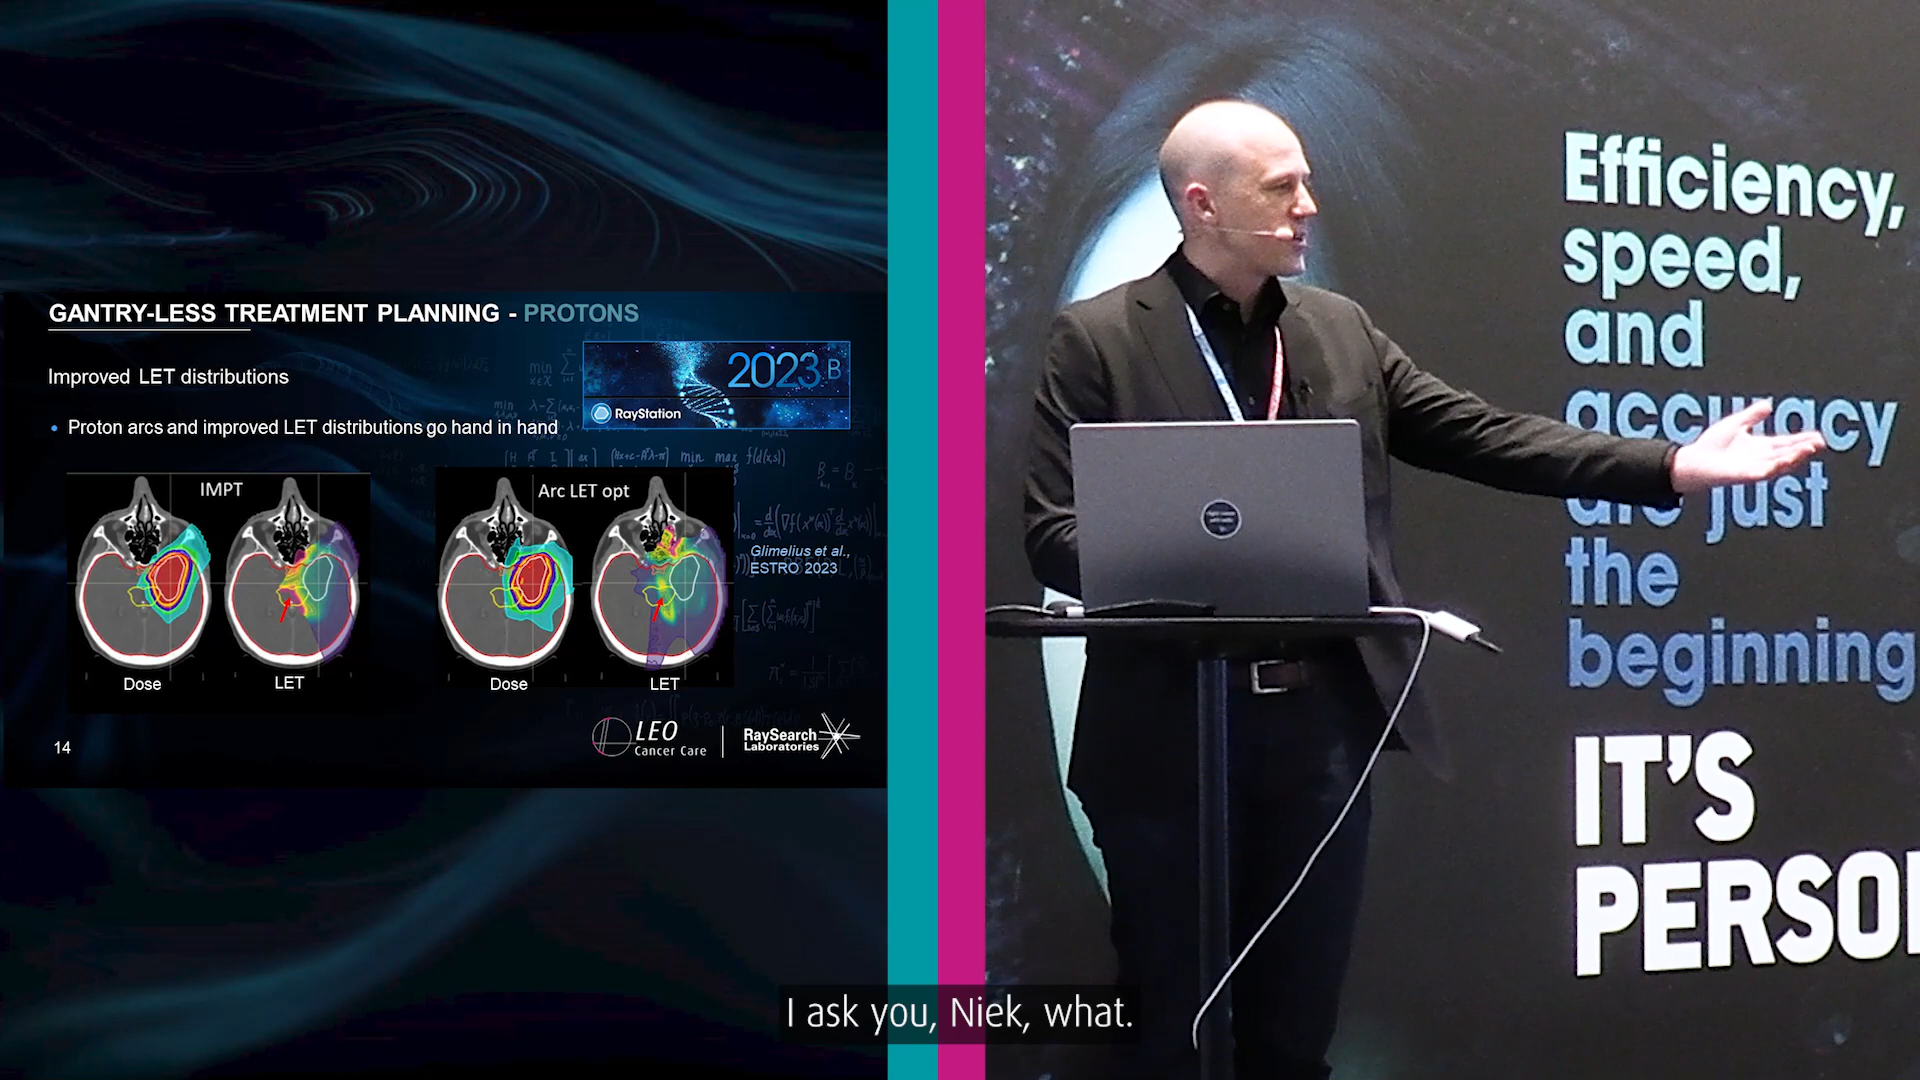 GANTRY-LESS TREATMENT PLANNING - PROTONS
Improved LET distributions
2023 B
RayStation
• Proton arcs and improved LET distributions go hand in hand
IMPT
Arc LET opt
Glimelius et al.,
ESTRO 2023
Dose
LET
Dose
LET
LEO
Cancer Care
RaySearch
Laboratories
14
Efficiency,
speed,
and
accuracy
are just
the
beginning
IT'S
PERSO
I ask you, Niek, what.